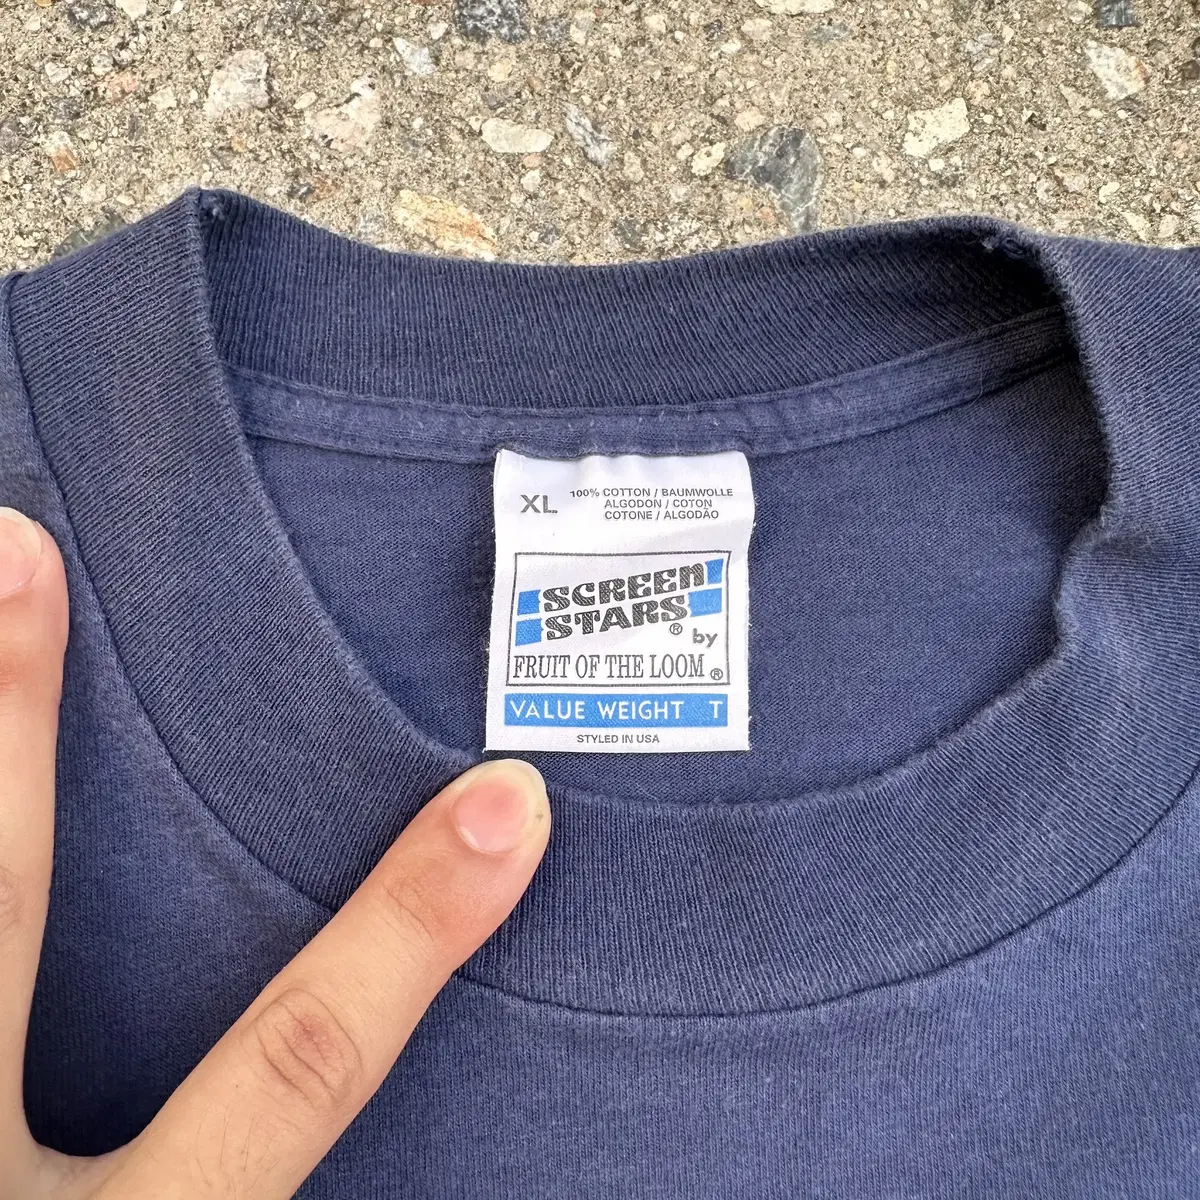 XL
100% COTTON / BAUMWOLLE
ALGODON / COTON
COTONE / ALGODÃO
SCREEN
STARS® by
FRUIT OF THE LOOM®
VALUE WEIGHT T
STYLED IN USA